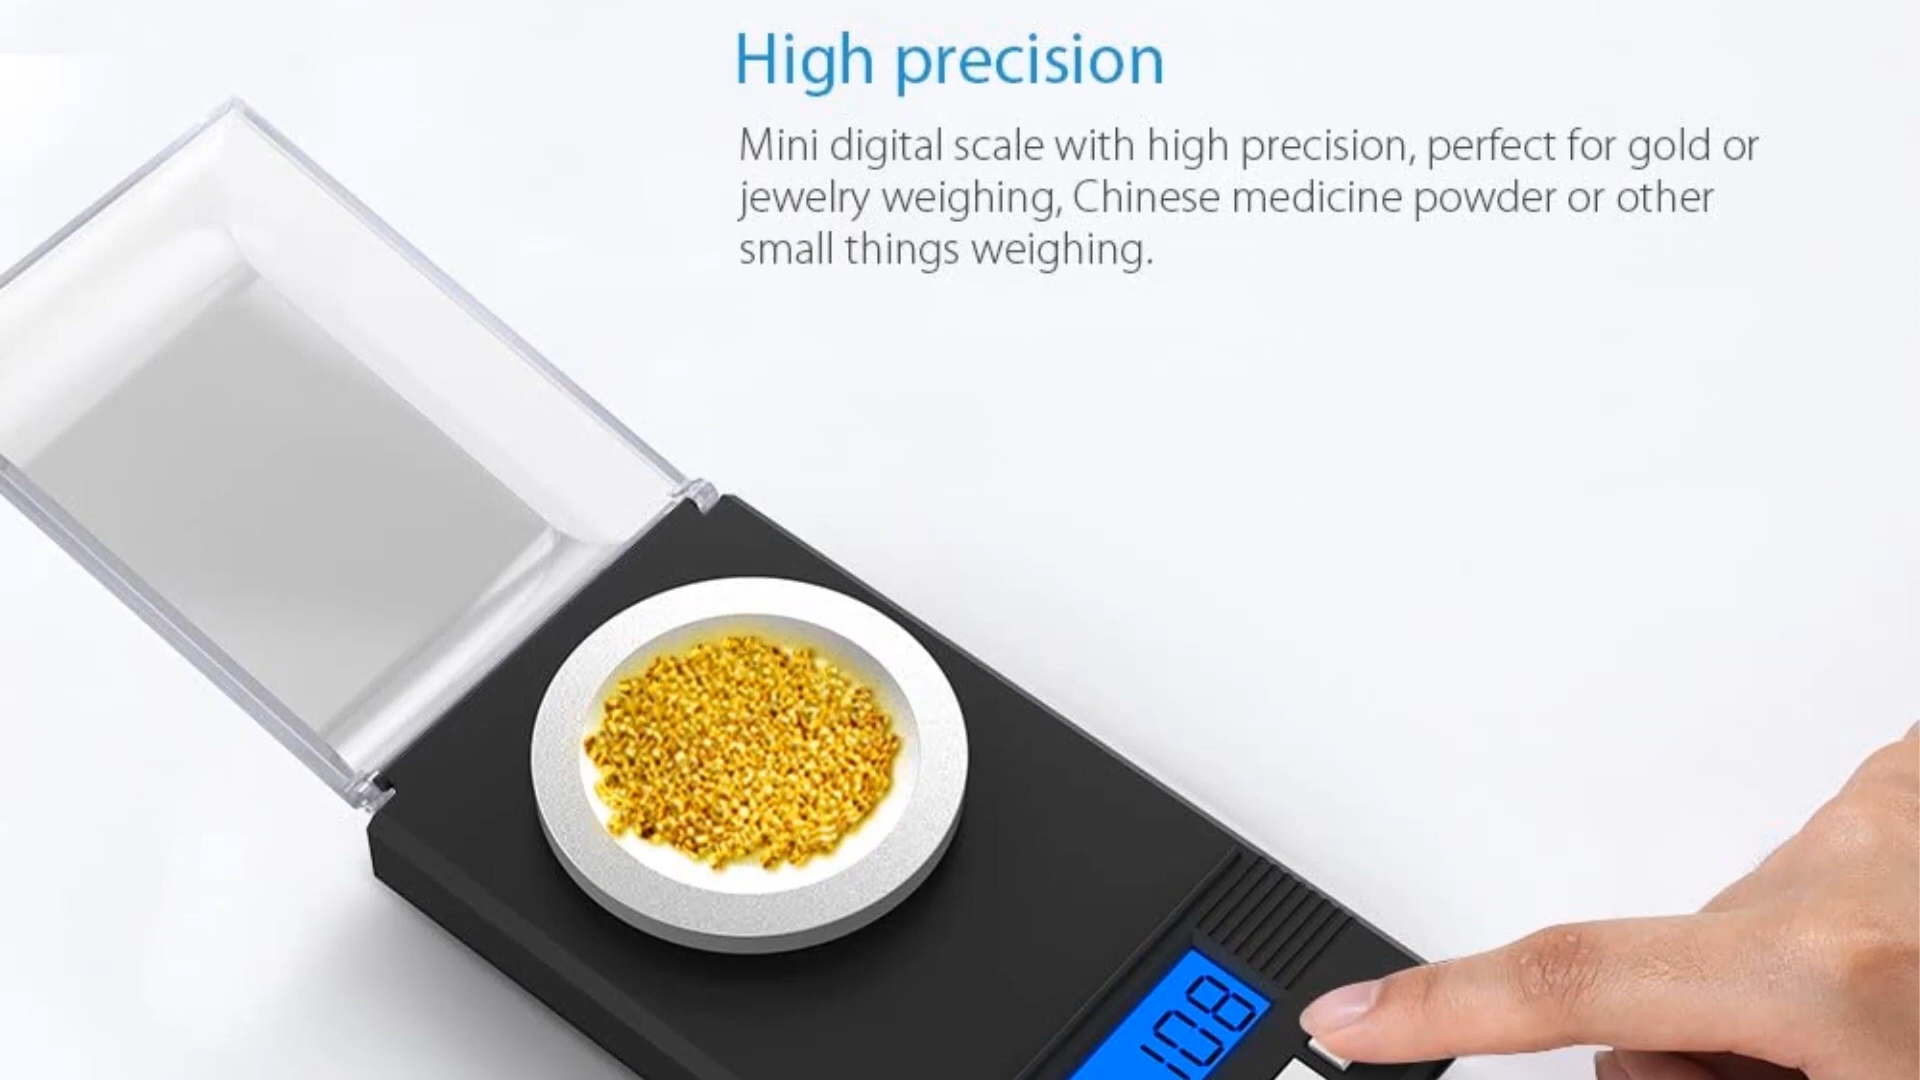 High precision
Mini digital scale with high precision, perfect for gold or
jewelry weighing, Chinese medicine powder or other
small things weighing.
108